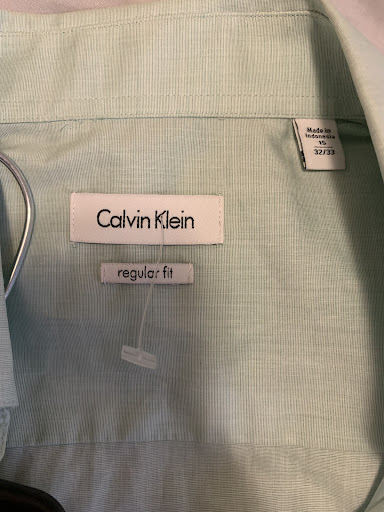 Made in
Indonesia
15
32/33
Calvin Klein
regular fit